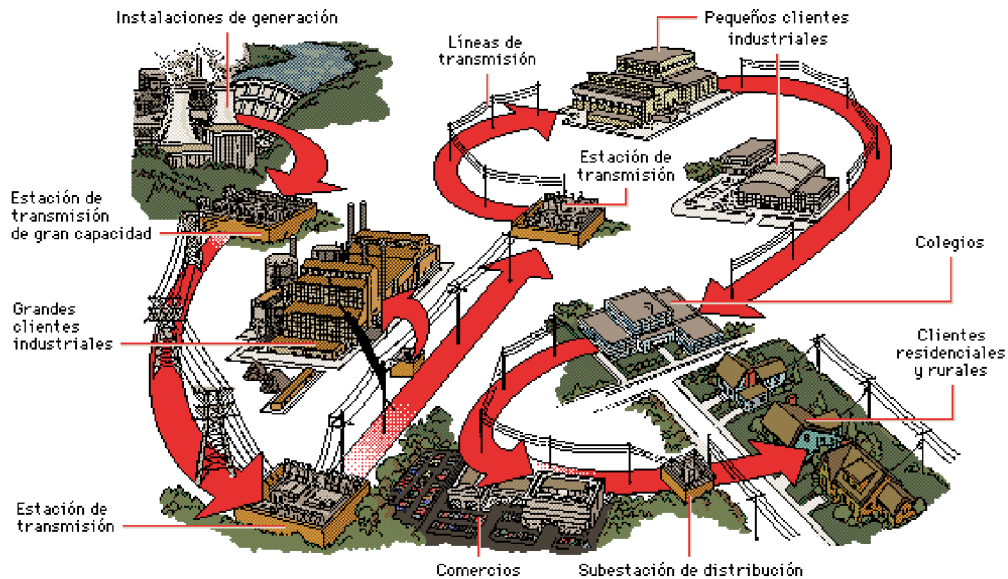 Instalaciones de generación
Líneas de
transmisión
Pequeños clientes
industriales
Estación de
transmisión
Estación de
transmisión
de gran capacidad
Colegios
Grandes
clientes
industriales
Clientes
residenciales
y rurales
Estación de
transmisión
Comercios
Subestación de distribución